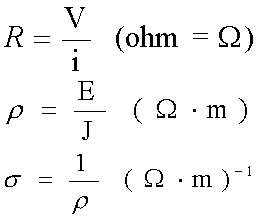 R = V/i (ohm = Ω)
ρ = E/J ( Ω · m )
σ = 1/ρ ( Ω · m )⁻¹